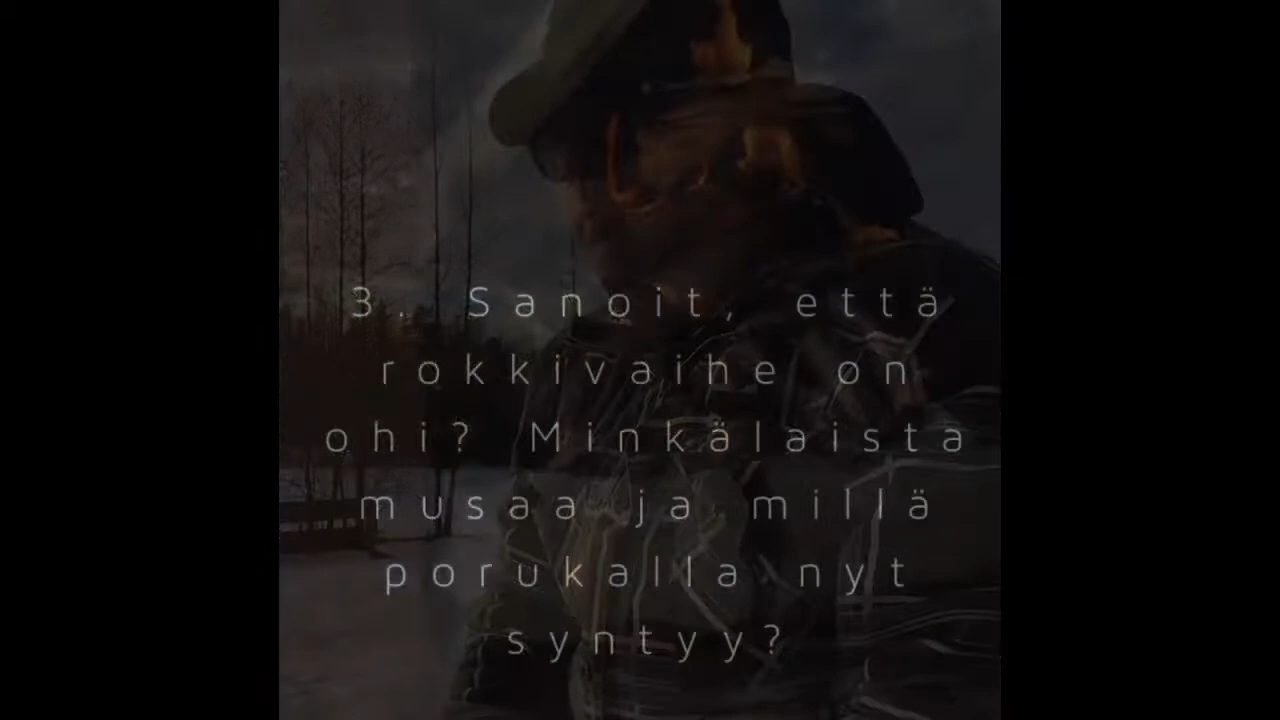 3. Sanoit, että
rokkivaihe on
ohi? Minkälaista
musaa ja millä
porukalla nyt
syntyy?